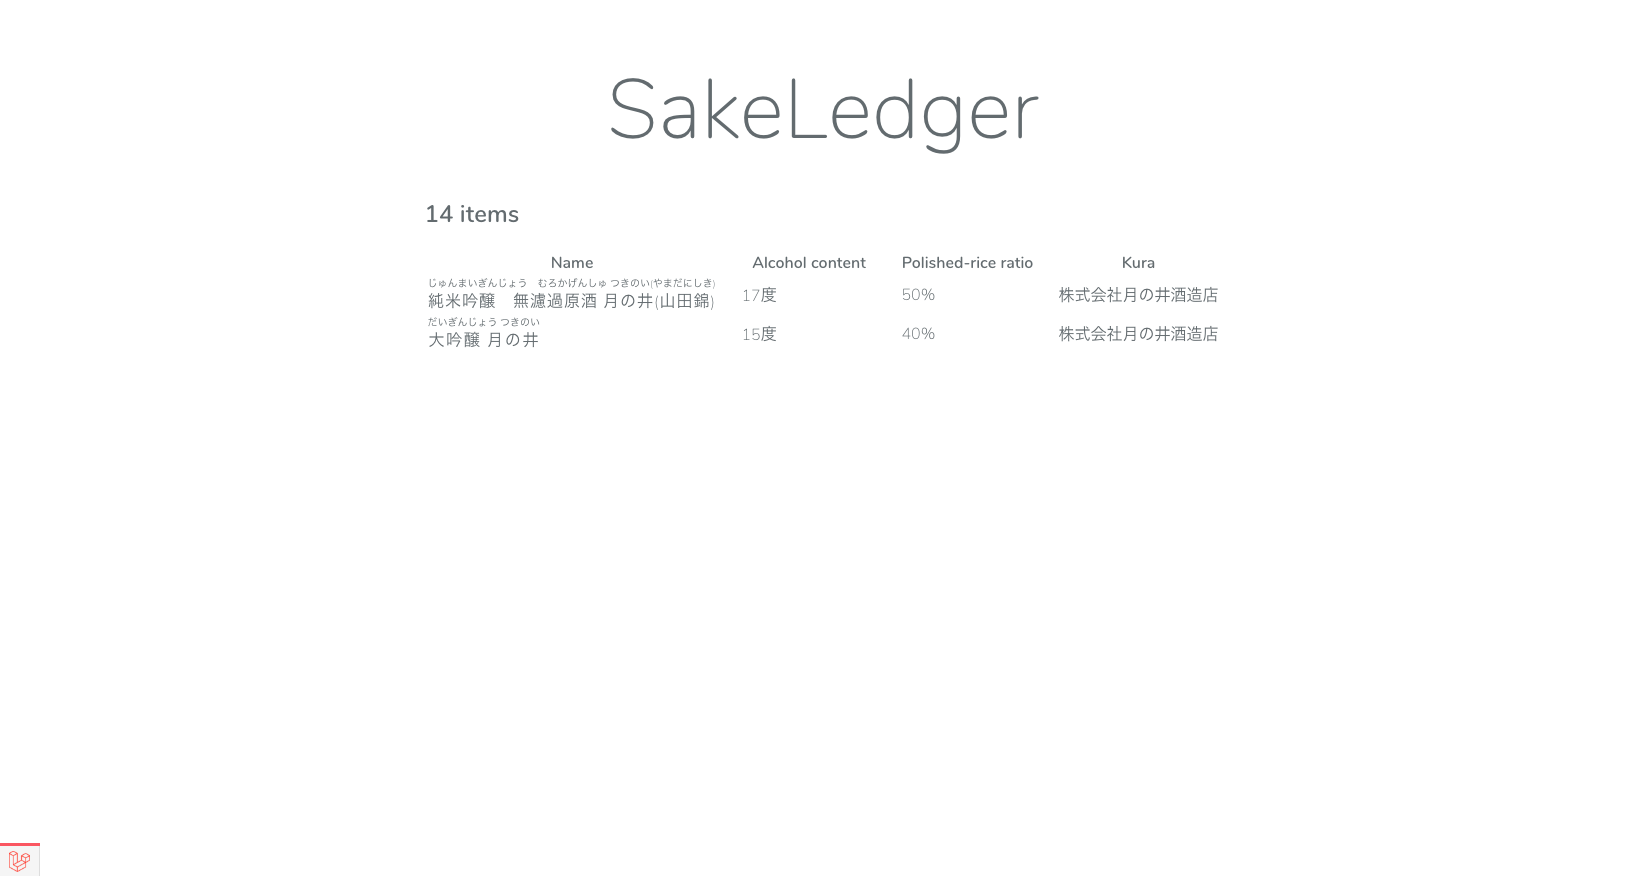 SakeLedger
14 items
Name Alcohol content Polished-rice ratio Kura
じゅんまいぎんじょう　むろかげんしゅ つきのい(やまだにしき)
純米吟醸　無濾過原酒 月の井(山田錦) 17度 50% 株式会社月の井酒造店
だいぎんじょう つきのい
大吟醸 月の井 15度 40% 株式会社月の井酒造店